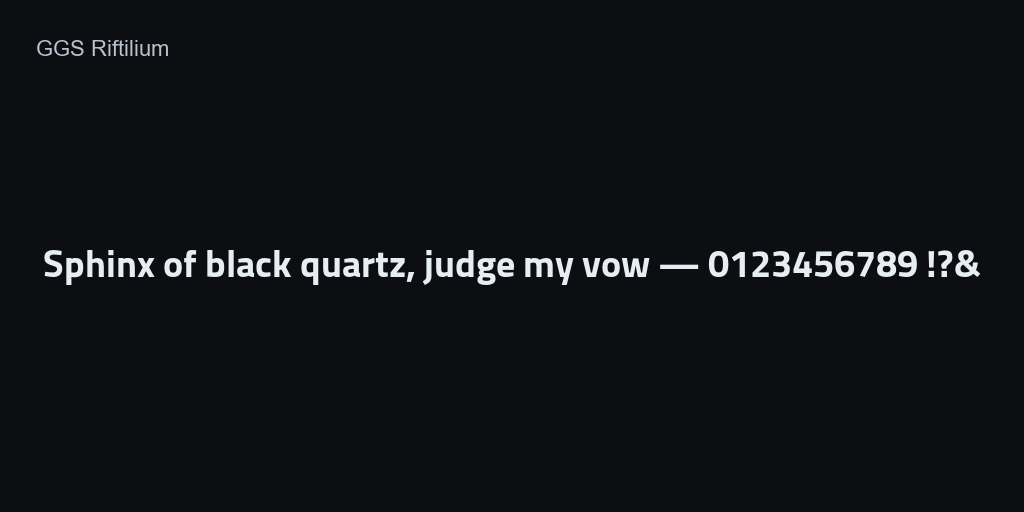 GGS Riftilium
Sphinx of black quartz, judge my vow — 0123456789 !?&